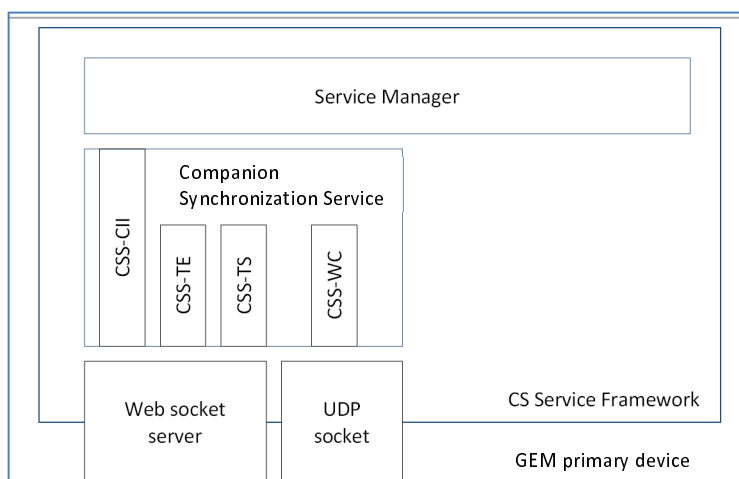 Service Manager
Companion
Synchronization Service
CSS-CII
CSS-TE
CSS-TS
CSS-WC
Web socket
server
UDP
socket
CS Service Framework
GEM primary device